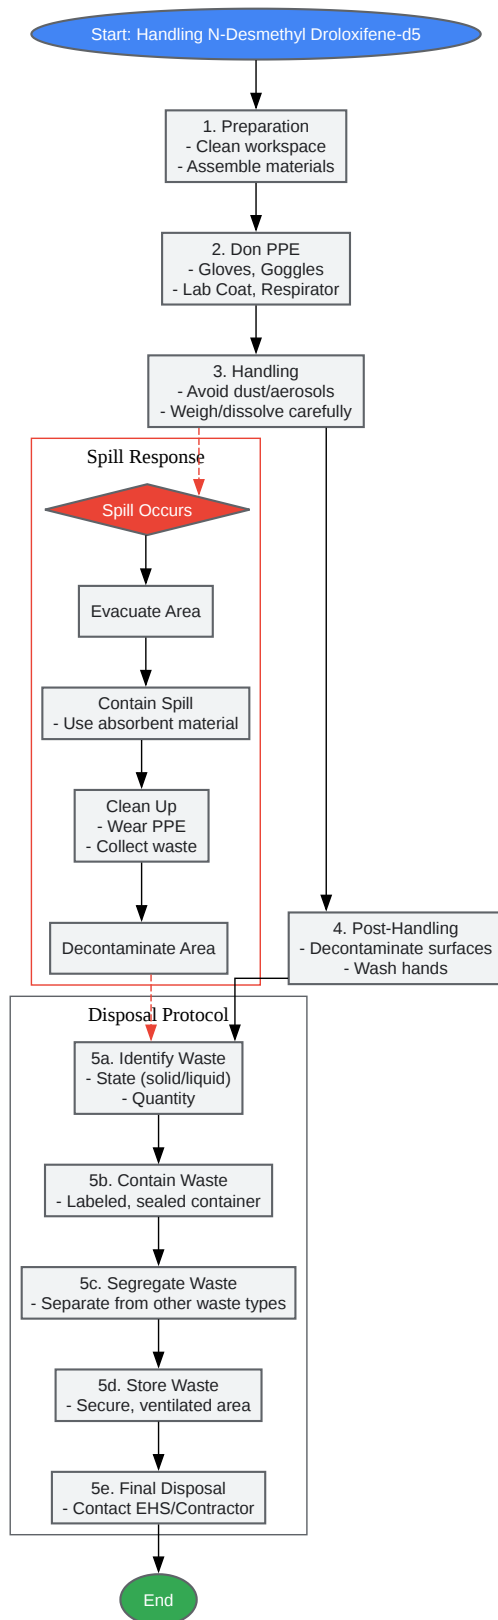 Start: Handling N-Desmethyl Droloxifene-d5
1. Preparation
- Clean workspace
- Assemble materials
2. Don PPE
- Gloves, Goggles
- Lab Coat, Respirator
3. Handling
- Avoid dust/aerosols
- Weigh/dissolve carefully
Spill Response
Spill Occurs
Evacuate Area
Contain Spill
- Use absorbent material
Clean Up
- Wear PPE
- Collect waste
Decontaminate Area
4. Post-Handling
- Decontaminate surfaces
- Wash hands
Disposal Protocol
5a. Identify Waste
- State (solid/liquid)
- Quantity
5b. Contain Waste
- Labeled, sealed container
5c. Segregate Waste
- Separate from other waste types
5d. Store Waste
- Secure, ventilated area
5e. Final Disposal
- Contact EHS/Contractor
End